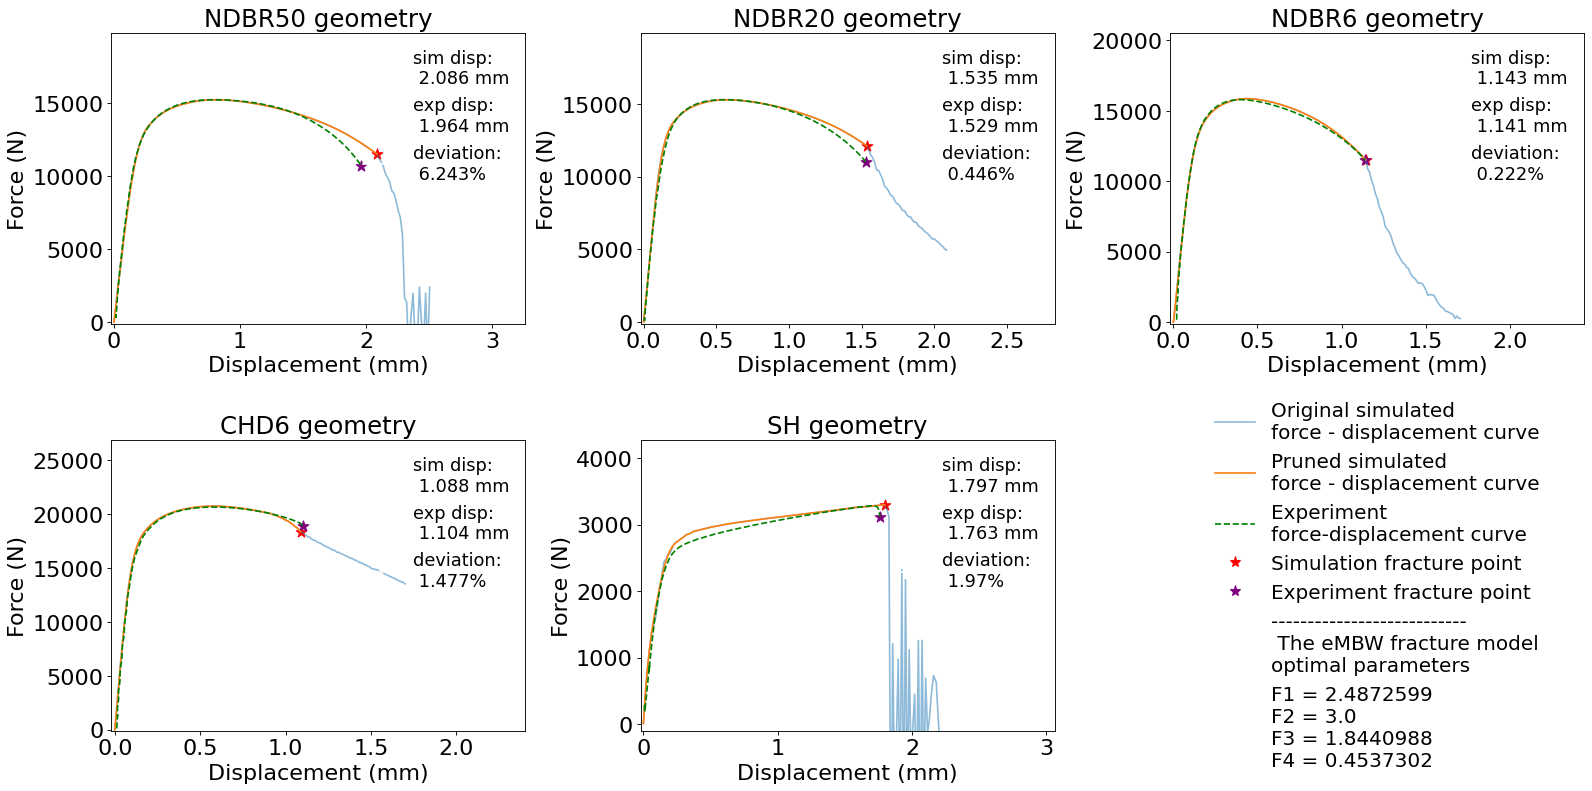 NDBR50 geometry
sim disp:
2.086 mm
exp disp:
1.964 mm
deviation:
6.243%
Force (N)
15000
10000
5000
0
0
1
2
3
Displacement (mm)
NDBR20 geometry
sim disp:
1.535 mm
exp disp:
1.529 mm
deviation:
0.446%
Force (N)
15000
10000
5000
0
0.0
0.5
1.0
1.5
2.0
2.5
Displacement (mm)
NDBR6 geometry
sim disp:
1.143 mm
exp disp:
1.141 mm
deviation:
0.222%
Force (N)
20000
15000
10000
5000
0
0.0
0.5
1.0
1.5
2.0
Displacement (mm)
CHD6 geometry
sim disp:
1.088 mm
exp disp:
1.104 mm
deviation:
1.477%
Force (N)
25000
20000
15000
10000
5000
0
0.0
0.5
1.0
1.5
2.0
Displacement (mm)
SH geometry
sim disp:
1.797 mm
exp disp:
1.763 mm
deviation:
1.97%
Force (N)
4000
3000
2000
1000
0
0
1
2
3
Displacement (mm)
Original simulated
force - displacement curve
Pruned simulated
force - displacement curve
Experiment
force-displacement curve
Simulation fracture point
Experiment fracture point
---------------------------
The eMBW fracture model
optimal parameters
F1 = 2.4872599
F2 = 3.0
F3 = 1.8440988
F4 = 0.4537302